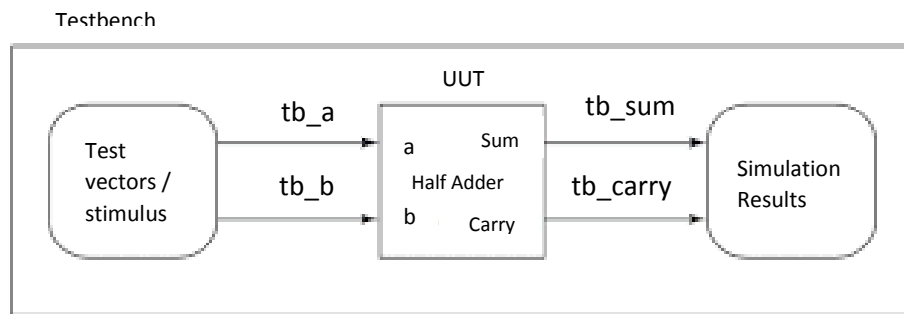 Testbench
UUT
tb_a
tb_sum
Test
vectors /
stimulus
a
Sum
Half Adder
tb_b
tb_carry
b
Carry
Simulation
Results